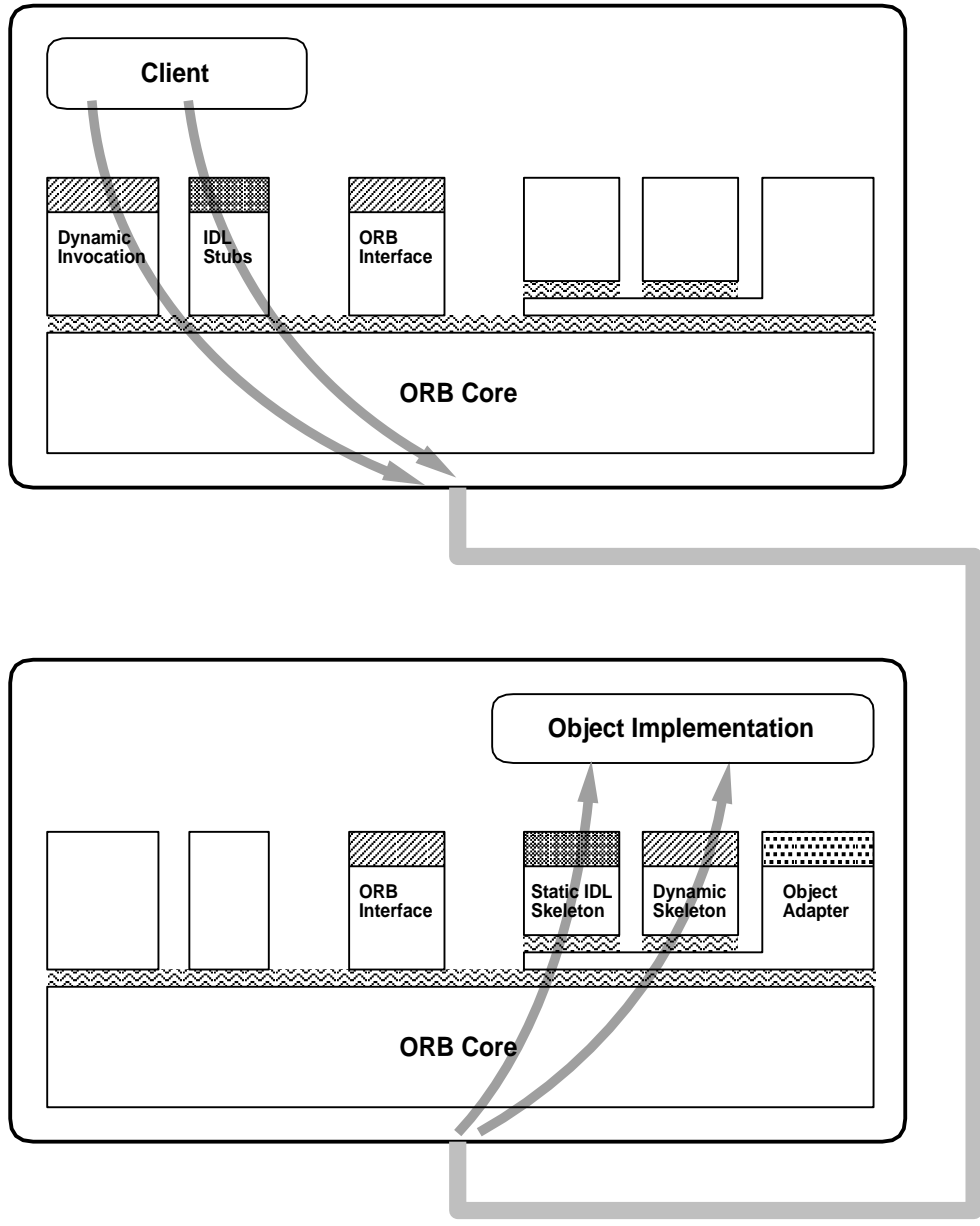 Client
Dynamic
Invocation
IDL
Stubs
ORB
Interface
ORB Core
Object Implementation
ORB
Interface
Static IDL
Skeleton
Dynamic
Skeleton
Object
Adapter
ORB Core